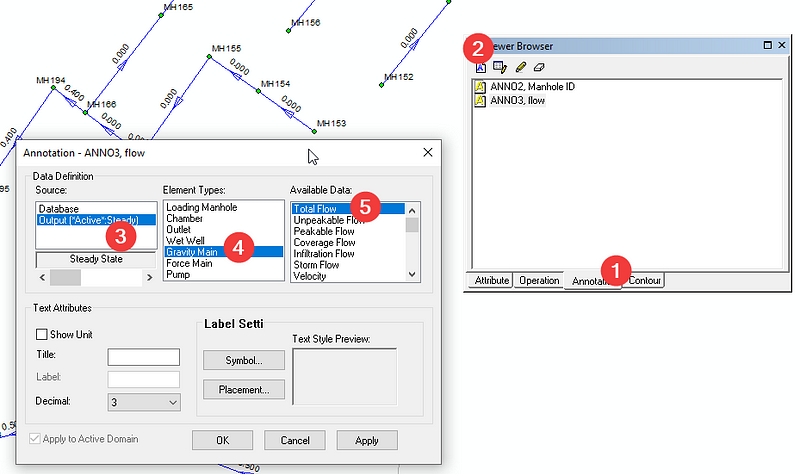 MH165
MH156
0.000
0.000
MH155
0.000
MH152
MH194
0.400
MH154
0.000
MH166
0.000
0.000
MH153
0.400
2
ewer Browser
ANNO2, Manhole ID
ANNO3, flow
1
Attribute
Operation
Annotatio
Contour
Annotation - ANNO3, flow
Data Definition
Source:
Element Types:
Available Data:
Database
Output (*Active*:Steady)
3
Steady State
Loading Manhole
Chamber
Outlet
Wet Well
Gravity Main
Force Main
Pump
4
Total Flow
Unpeakable Flow
Peakable Flow
Coverage Flow
Infiltration Flow
Storm Flow
Velocity
5
95
Text Attributes
Show Unit
Title:
Label:
Decimal:
3
Label Setti
Symbol...
Placement...
Text Style Preview:
Apply to Active Domain
OK
Cancel
Apply
0.500